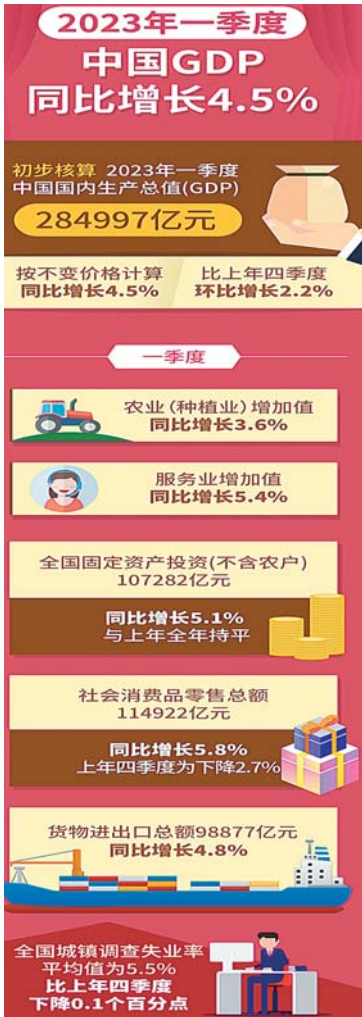 2023年一季度
中国GDP
同比增长4.5%
初步核算 2023年一季度
中国国内生产总值(GDP)
284997亿元
按不变价格计算
同比增长4.5%
比上年四季度
环比增长2.2%
一季度
农业(种植业)增加值
同比增长3.6%
服务业增加值
同比增长5.4%
全国固定资产投资(不含农户)
107282亿元
同比增长5.1%
与上年全年持平
社会消费品零售总额
114922亿元
同比增长5.8%
上年四季度为下降2.7%
货物进出口总额98877亿元
同比增长4.8%
全国城镇调查失业率
平均值为5.5%
比上年四季度
下降0.1个百分点